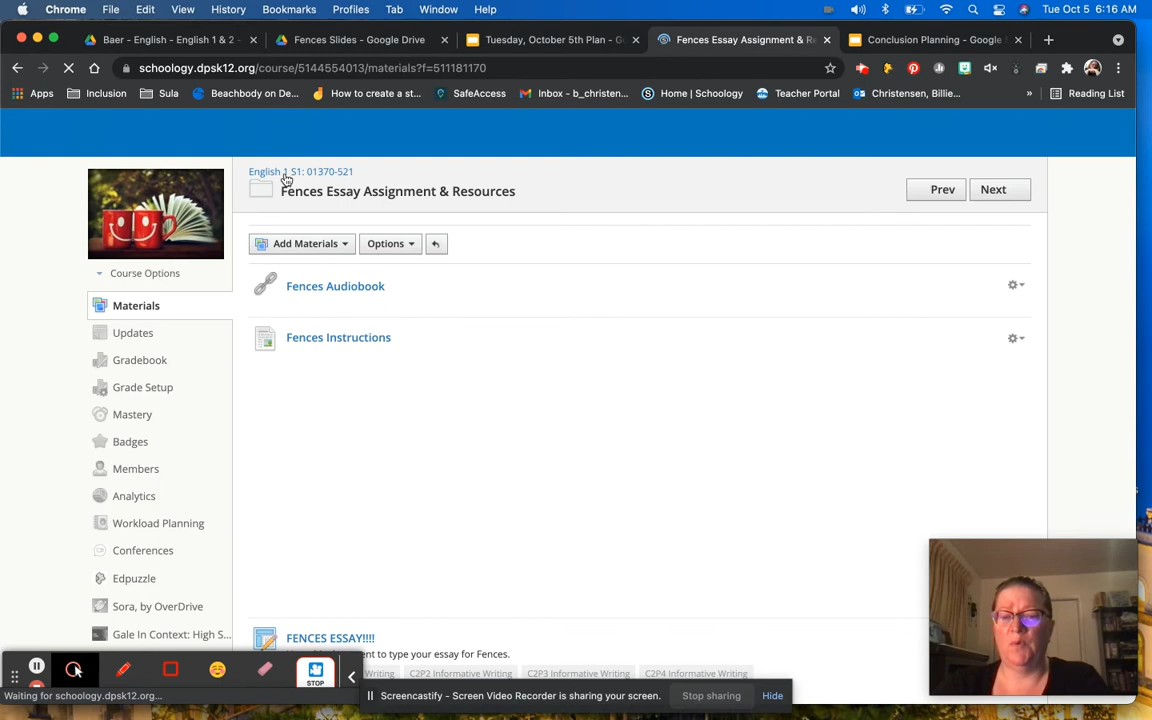 Chrome File Edit View History Bookmarks Profiles Tab Window Help Tue Oct 5 6:16 AM
Baer - English - English 1 & 2 - Fences Slides - Google Drive Tuesday, October 5th Plan - G Fences Essay Assignment & R Conclusion Planning - Google
schoology.dpsk12.org/course/5144554013/materials?f=511181170
Apps Inclusion Sula Beachbody on De... How to create a st... SafeAccess Inbox - b_christen... Home | Schoology Teacher Portal Christensen, Billie... » Reading List
English 1 S1: 01370-521
Fences Essay Assignment & Resources
Prev Next
Add Materials Options
Course Options
Fences Audiobook
Materials
Updates
Fences Instructions
Gradebook
Grade Setup
Mastery
Badges
Members
Analytics
Workload Planning
Conferences
Edpuzzle
Sora, by OverDrive
Gale In Context: High S...
FENCES ESSAY!!!!
ent to type your essay for Fences.
Writing C2P2 Informative Writing C2P3 Informative Writing C2P4 Informative Writing
STOP
Waiting for schoology.dpsk12.org...
Screencastify - Screen Video Recorder is sharing your screen. Stop sharing Hide